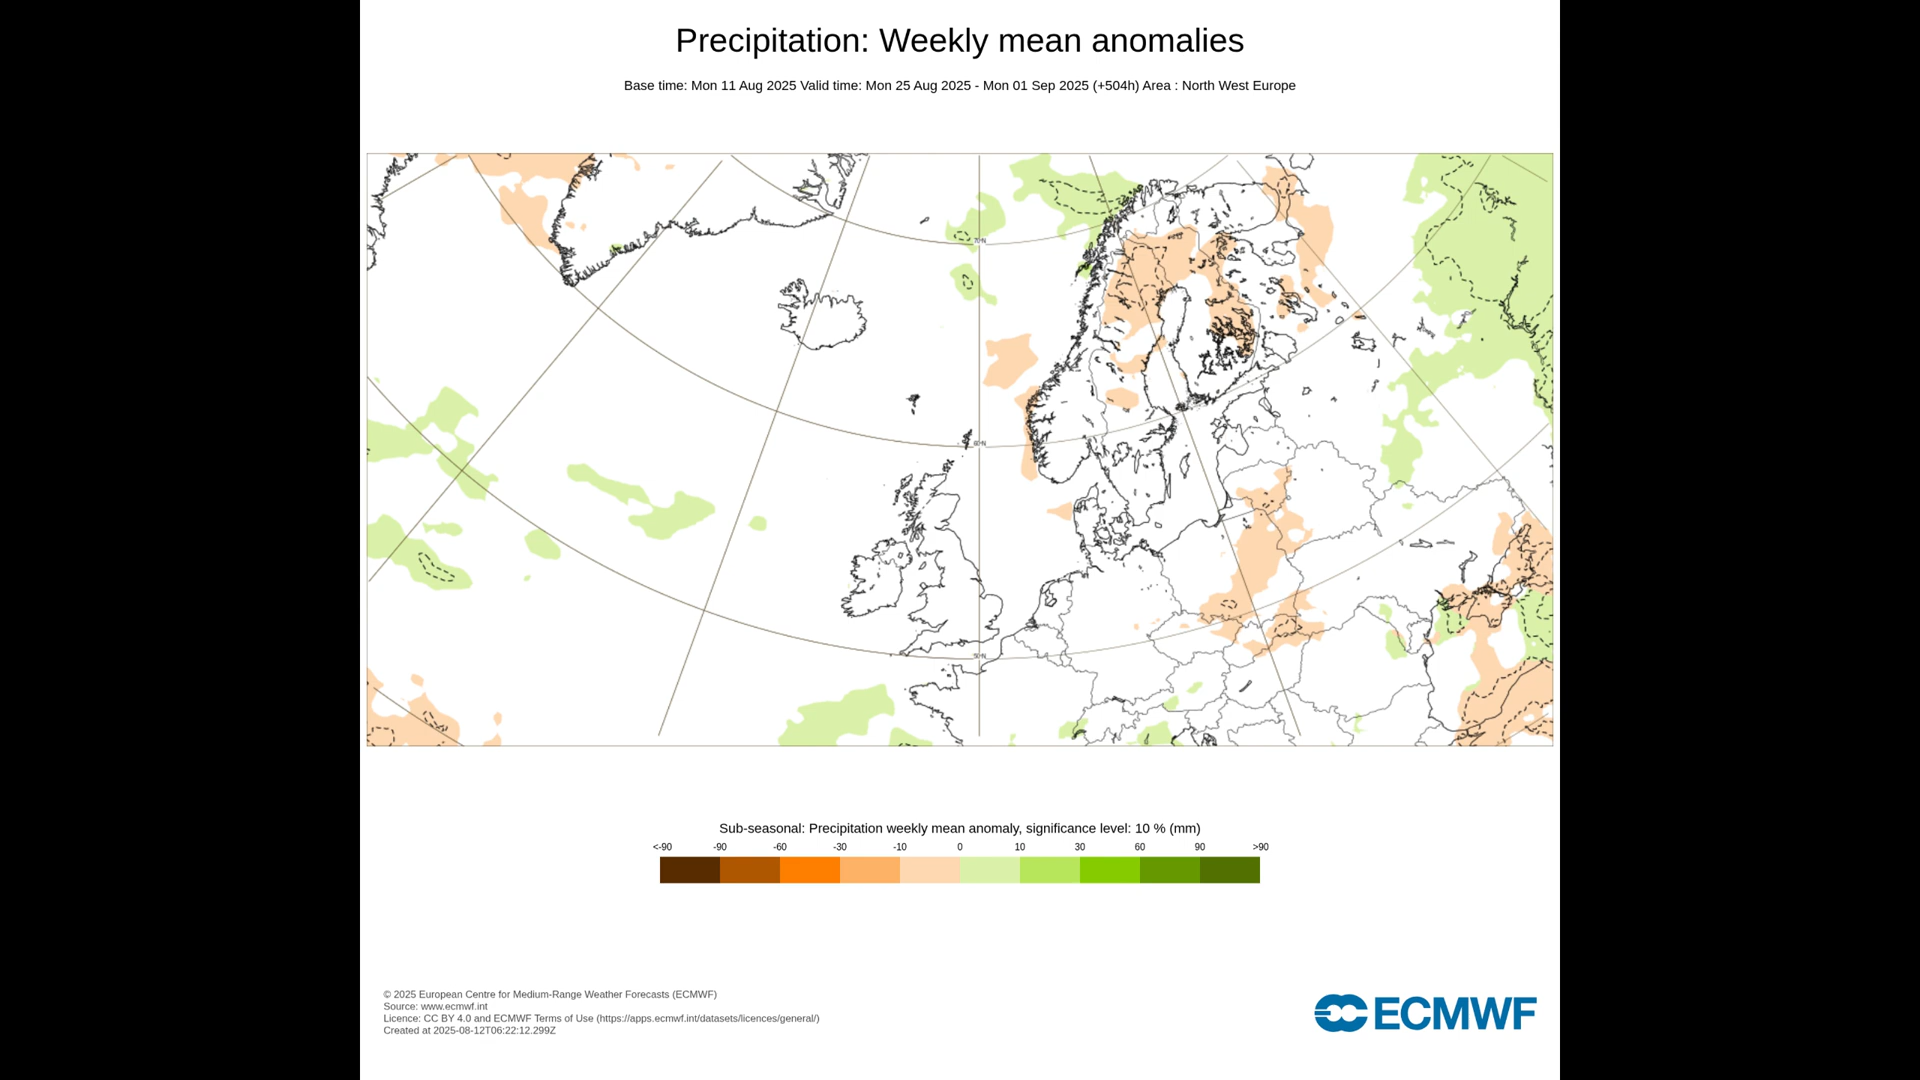 Precipitation: Weekly mean anomalies
Base time: Mon 11 Aug 2025 Valid time: Mon 25 Aug 2025 - Mon 01 Sep 2025 (+504h) Area : North West Europe
70°N
60°N
50°N
Sub-seasonal: Precipitation weekly mean anomaly, significance level: 10 % (mm)
<-90 -90 -60 -30 -10 0 10 30 60 90 >90
© 2025 European Centre for Medium-Range Weather Forecasts (ECMWF)
Source: www.ecmwf.int
Licence: CC BY 4.0 and ECMWF Terms of Use (https://apps.ecmwf.int/datasets/licences/general/)
Created at 2025-08-12T06:22:12.299Z
ECMWF